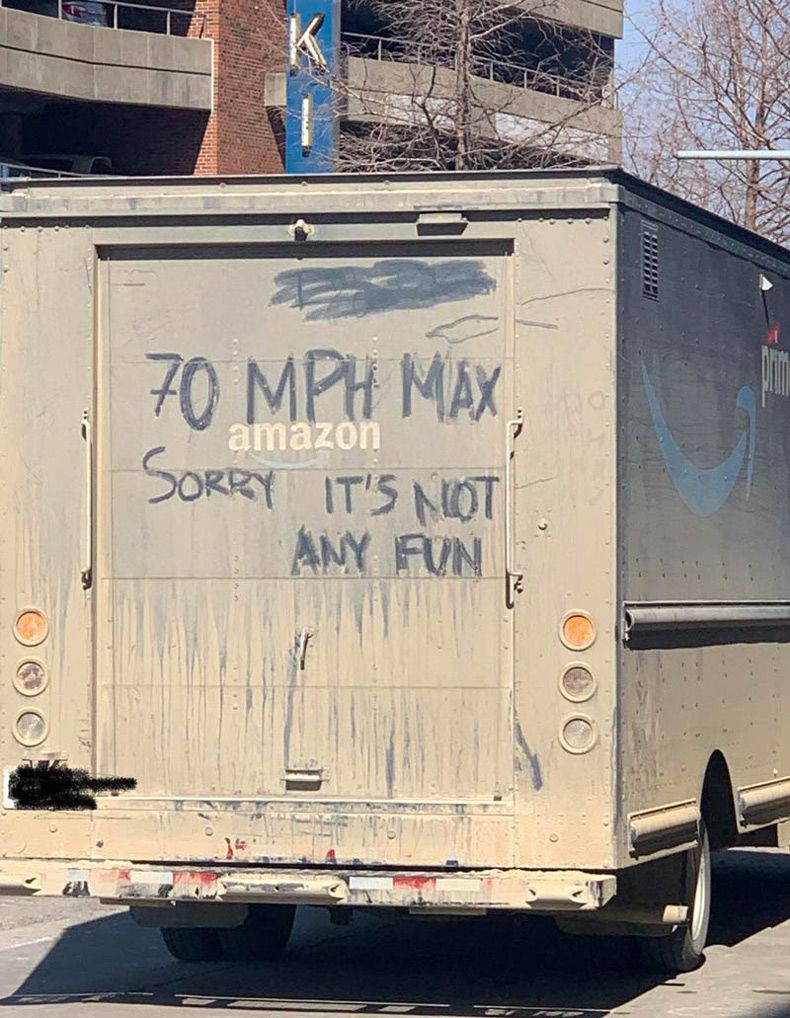 K
I
70 MPH MAX
amazon
SORRY IT'S NOT
ANY FUN
prim